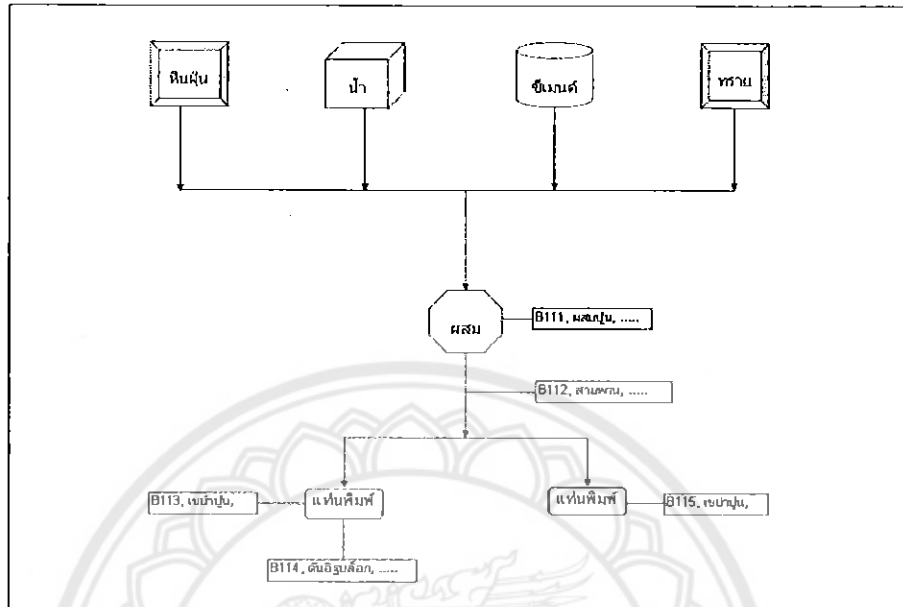 หินฝุ่น
น้ำ
ซีเมนต์
ทราย
ผสม
B111, ผสมปูน, .....
B112, สายพาน, .....
แท่นพิมพ์
แท่นพิมพ์
B113, เขย่าปูน,
B115, เขย่าปูน,
B114, ดันอิฐบล็อก, .....